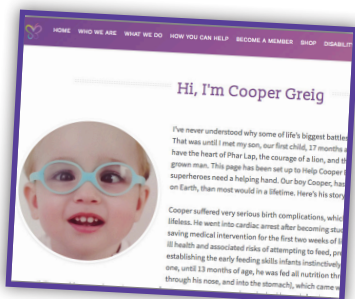 HOME WHO WE ARE WHAT WE DO HOW YOU CAN HELP BECOME A MEMBER SHOP DISABILIT
Hi, I'm Cooper Greig
I've never understood why some of life's biggest battles
That was until I met my son, our first child, 17 months a
have the heart of Phar Lap, the courage of a lion, and th
grown man. This page has been set up to Help Cooper
superheroes need a helping hand. Our boy Cooper, has
on Earth, than most would in a lifetime. Here's his story
Cooper suffered very serious birth complications, whic
lifeless. He went into cardiac arrest after becoming stuc
saving medical intervention for the first two weeks of li
ill health and associated risks of attempting to feed, pr
establishing the early feeding skills infants instinctively
one, until 13 months of age, he was fed all nutrition thr
through his nose, and into the stomach), which came w